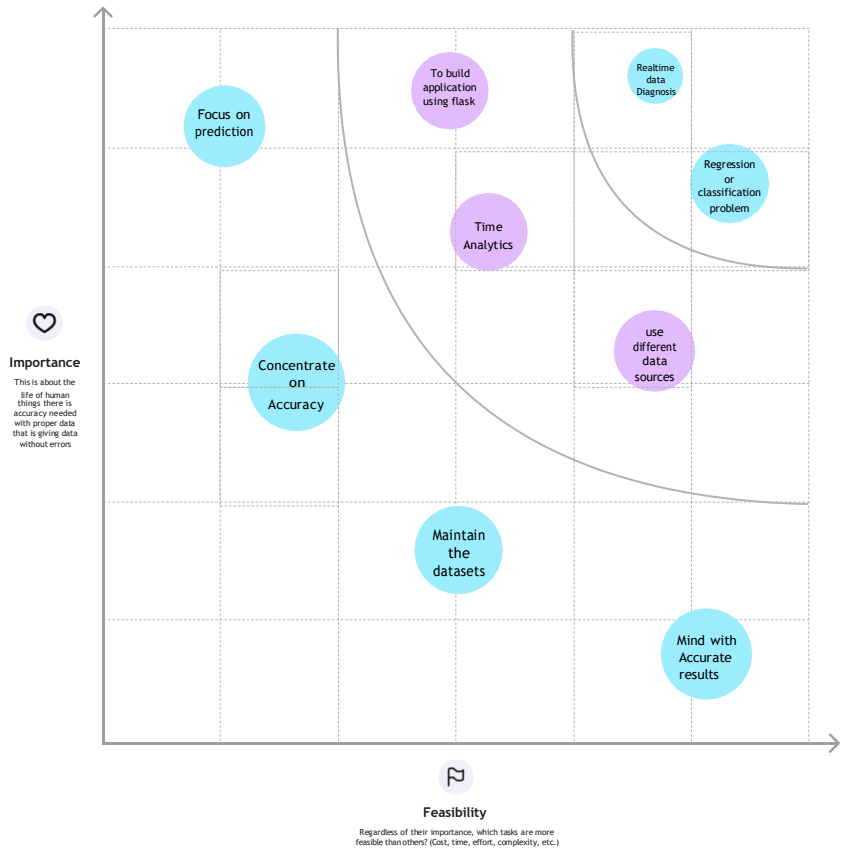 To build
application
using flask
Realtime
data
Diagnosis
Focus on
prediction
Regression
or
classification
problem
Time
Analytics
use
different
data
sources
Importance
This is about the
life of human
things there is
accuracy needed
with proper data
that is giving data
without errors
Concentrate
on
Accuracy
Maintain
the
datasets
Mind with
Accurate
results
Feasibility
Regardless of their importance, which tasks are more
feasible than others? (Cost, time, effort, complexity, etc.)